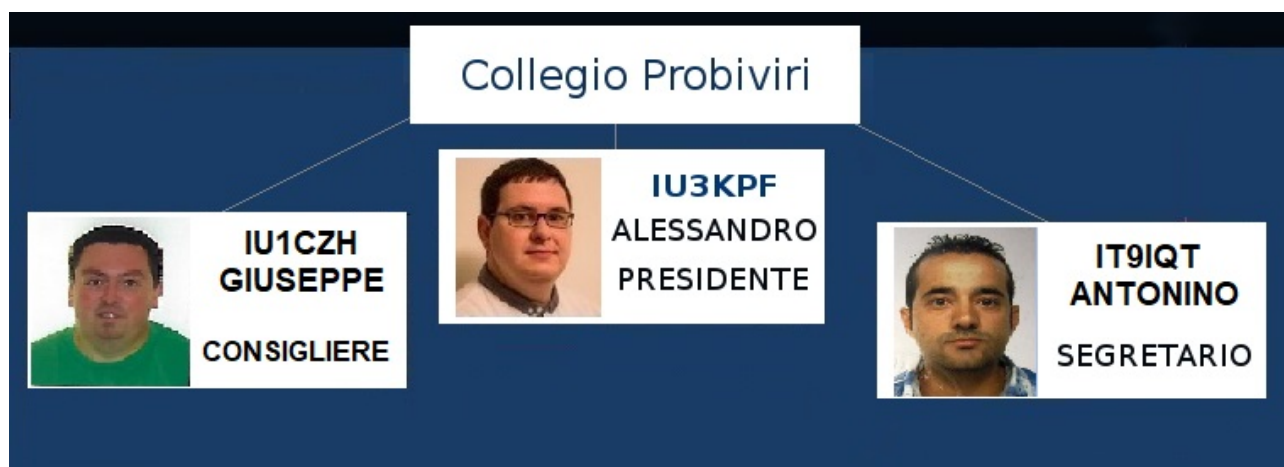 Collegio Probiviri
IU3KPF
ALESSANDRO
PRESIDENTE
IU1CZH
GIUSEPPE
CONSIGLIERE
IT9IQT
ANTONINO
SEGRETARIO